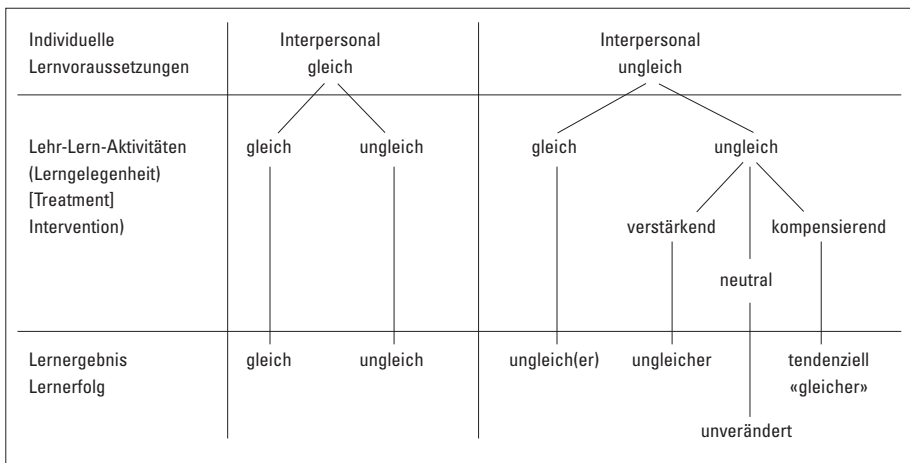 Individuelle
Lernvoraussetzungen
Interpersonal
gleich
Interpersonal
ungleich
Lehr-Lern-Aktivitäten
(Lerngelegenheit)
[Treatment]
Intervention)
gleich
ungleich
gleich
ungleich
verstärkend
kompensierend
neutral
Lernergebnis
Lernerfolg
gleich
ungleich
ungleich(er)
ungleicher
tendenziell
«gleicher»
unverändert